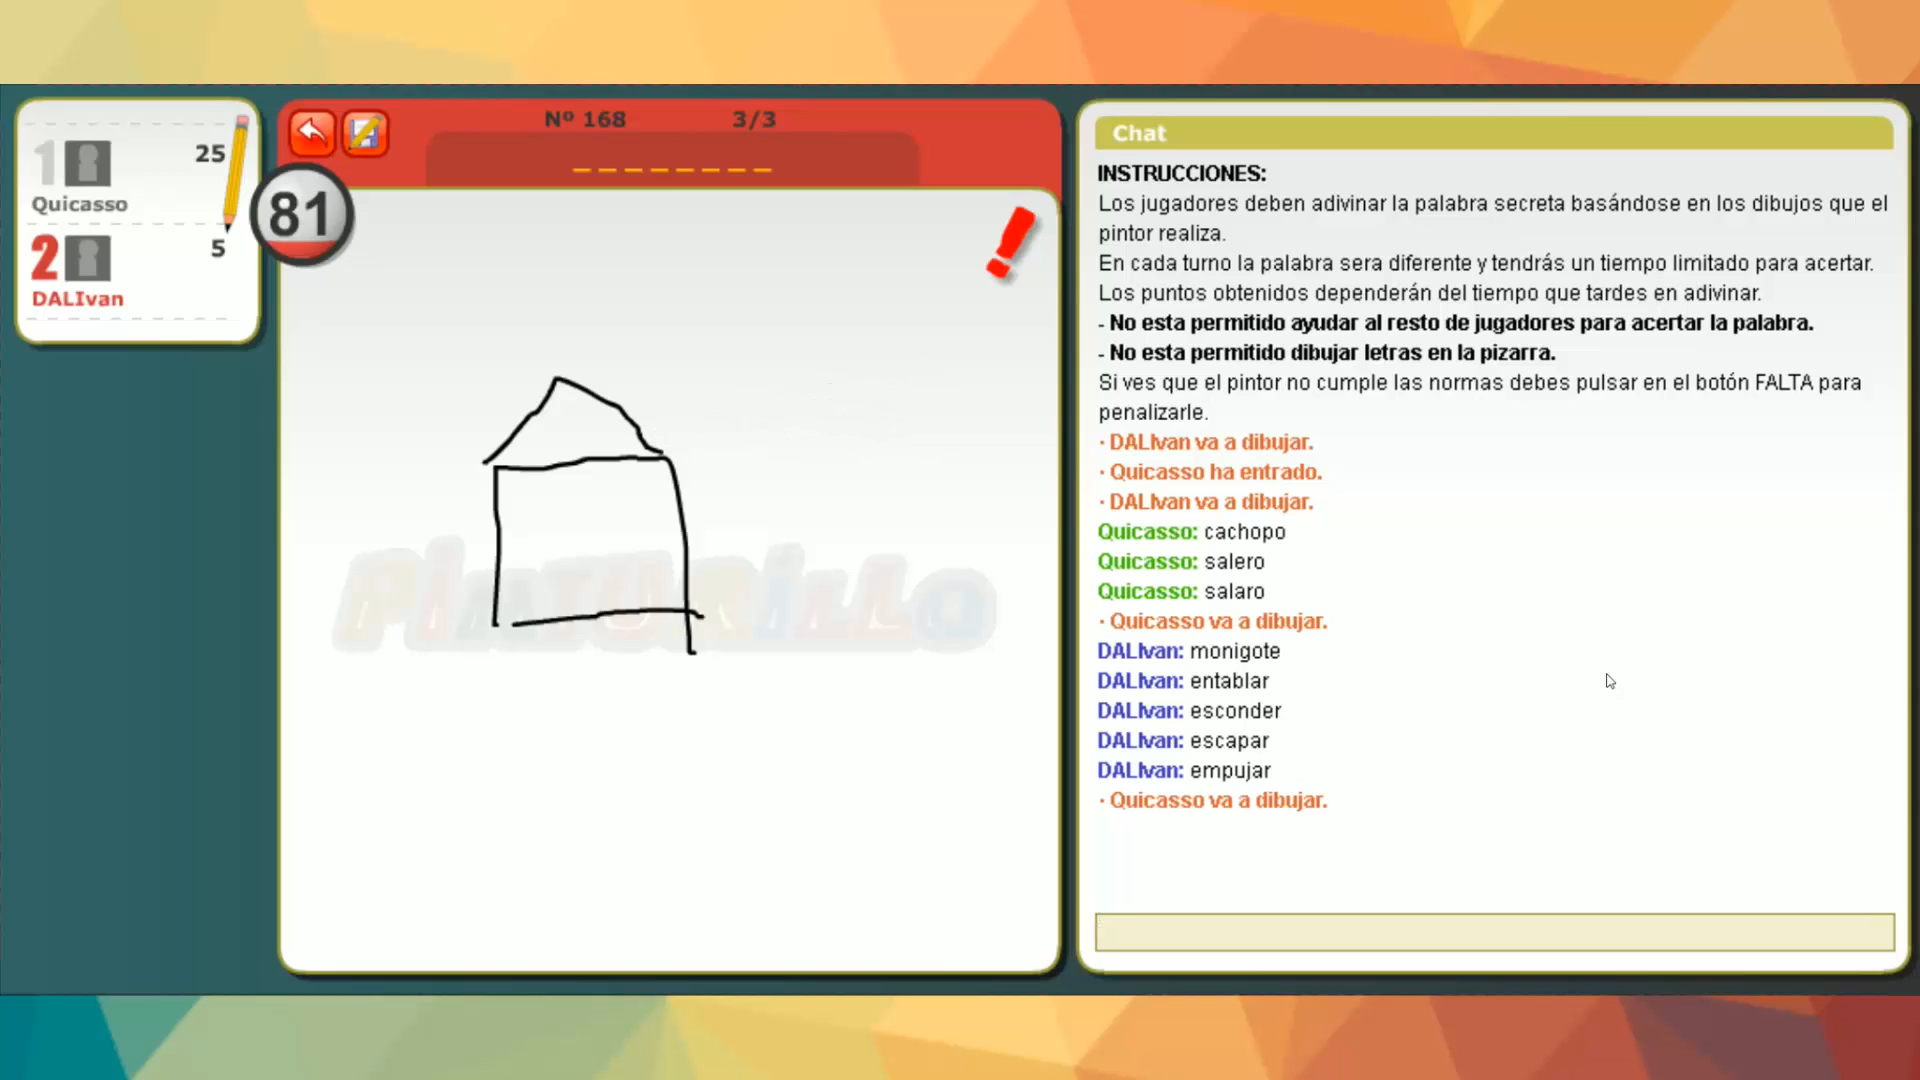 1
25
Quicasso
2
5
DALIvan
Nº 168
3/3
_ _ _ _ _ _ _ _
81
PiNTURiLLO
Chat
INSTRUCCIONES:
Los jugadores deben adivinar la palabra secreta basándose en los dibujos que el
pintor realiza.
En cada turno la palabra sera diferente y tendrás un tiempo limitado para acertar.
Los puntos obtenidos dependerán del tiempo que tardes en adivinar.
- No esta permitido ayudar al resto de jugadores para acertar la palabra.
- No esta permitido dibujar letras en la pizarra.
Si ves que el pintor no cumple las normas debes pulsar en el botón FALTA para
penalizarle.
· DALIvan va a dibujar.
· Quicasso ha entrado.
· DALIvan va a dibujar.
Quicasso: cachopo
Quicasso: salero
Quicasso: salaro
· Quicasso va a dibujar.
DALIvan: monigote
DALIvan: entablar
DALIvan: esconder
DALIvan: escapar
DALIvan: empujar
· Quicasso va a dibujar.